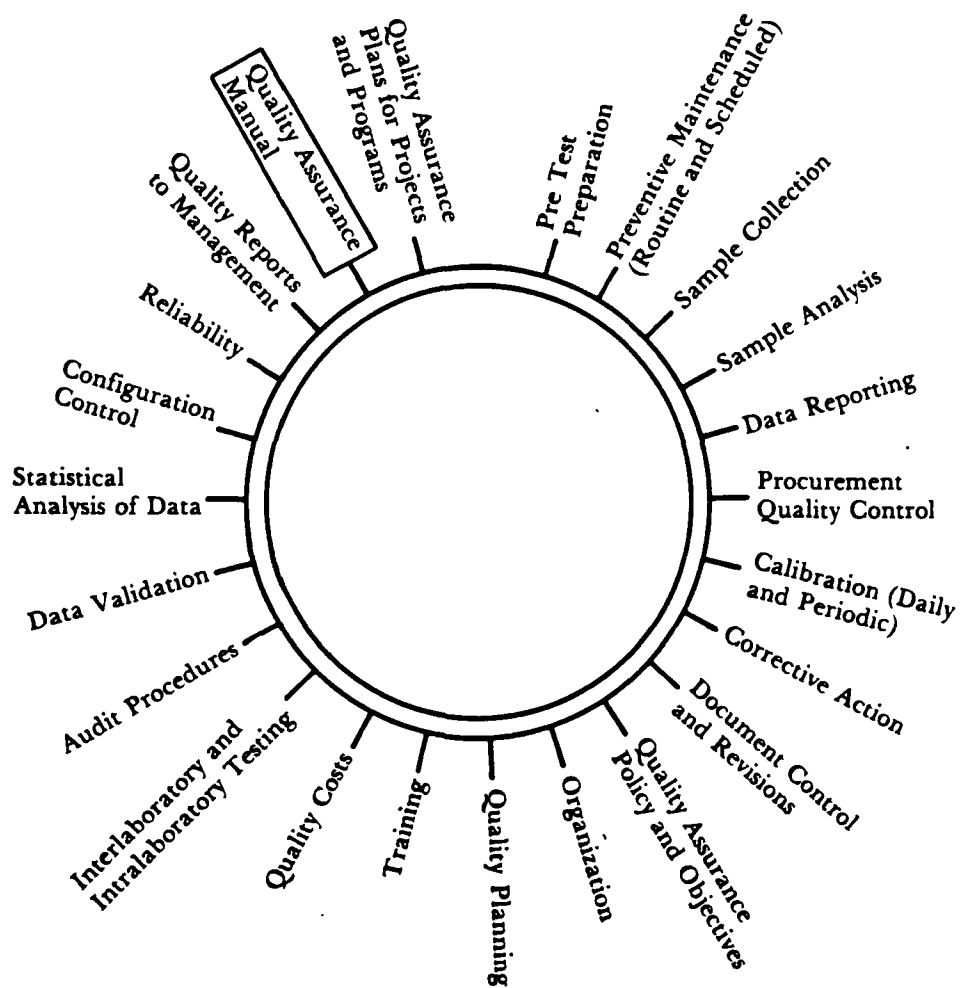 Quality Assurance
Plans for Projects
and Programs
Pre Test
Preparation
Preventive Maintenance
(Routine and Scheduled)
Sample Collection
Sample Analysis
Data Reporting
Procurement
Quality Control
Calibration (Daily
and Periodic)
Corrective Action
Document Control
and Revisions
Quality Assurance
Policy and Objectives
Organization
Quality Planning
Training
Quality Costs
Interlaboratory and
Intralaboratory Testing
Audit Procedures
Data Validation
Statistical
Analysis of Data
Configuration
Control
Reliability
Quality Reports
to Management
Quality Assurance
Manual